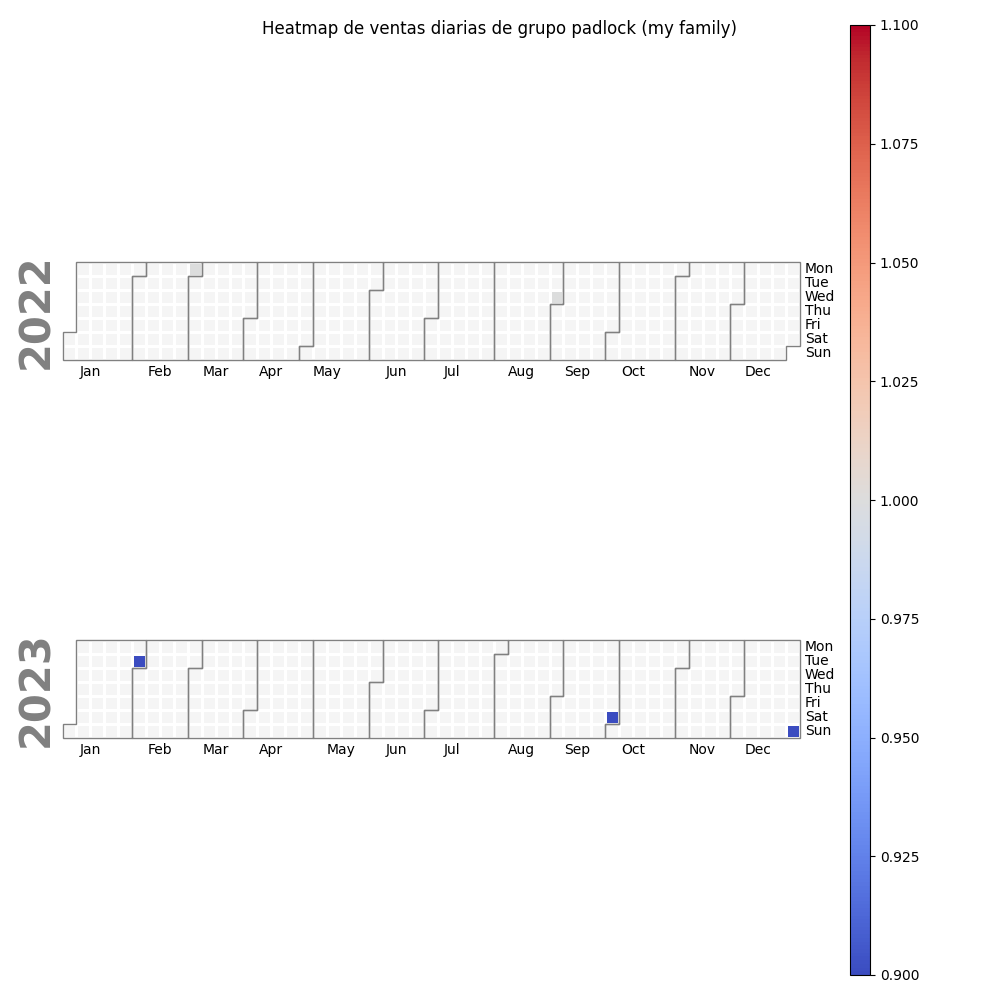 Heatmap de ventas diarias de grupo padlock (my family)
1.100
1.075
1.050
1.025
1.000
0.975
0.950
0.925
0.900
2022
Mon
Tue
Wed
Thu
Fri
Sat
Sun
Jan Feb Mar Apr May Jun Jul Aug Sep Oct Nov Dec
2023
Mon
Tue
Wed
Thu
Fri
Sat
Sun
Jan Feb Mar Apr May Jun Jul Aug Sep Oct Nov Dec